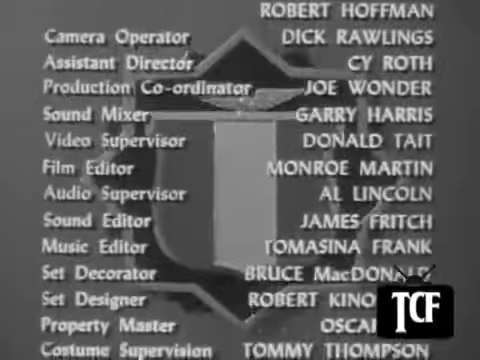 ROBERT HOFFMAN
Camera Operator DICK RAWLINGS
Assistant Director CY ROTH
Production Co-ordinator JOE WONDER
Sound Mixer GARRY HARRIS
Video Supervisor DONALD TAIT
Film Editor MONROE MARTIN
Audio Supervisor AL LINCOLN
Sound Editor JAMES FRITCH
Music Editor TOMASINA FRANK
Set Decorator BRUCE MacDONALD
Set Designer ROBERT
Property Master
Costume Supervision TOMMY THOMPSON
TCF